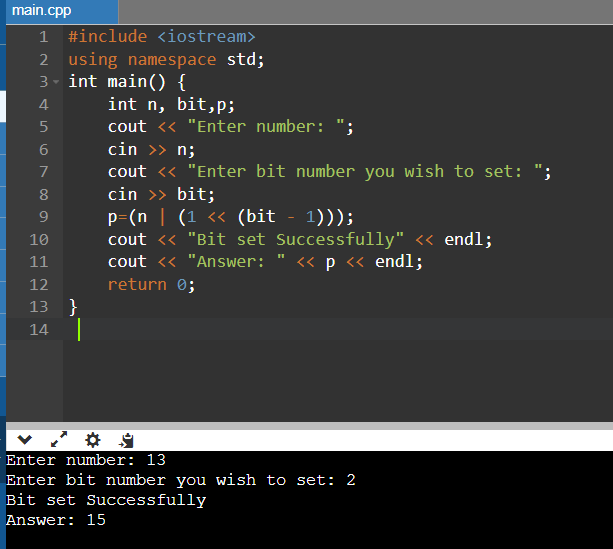 main.cpp
1 #include <iostream>
2 using namespace std;
3 int main() {
4     int n, bit,p;
5     cout << "Enter number: ";
6     cin >> n;
7     cout << "Enter bit number you wish to set: ";
8     cin >> bit;
9     p=(n | (1 << (bit - 1)));
10     cout << "Bit set Successfully" << endl;
11     cout << "Answer: " << p << endl;
12     return 0;
13 }
14
Enter number: 13
Enter bit number you wish to set: 2
Bit set Successfully
Answer: 15